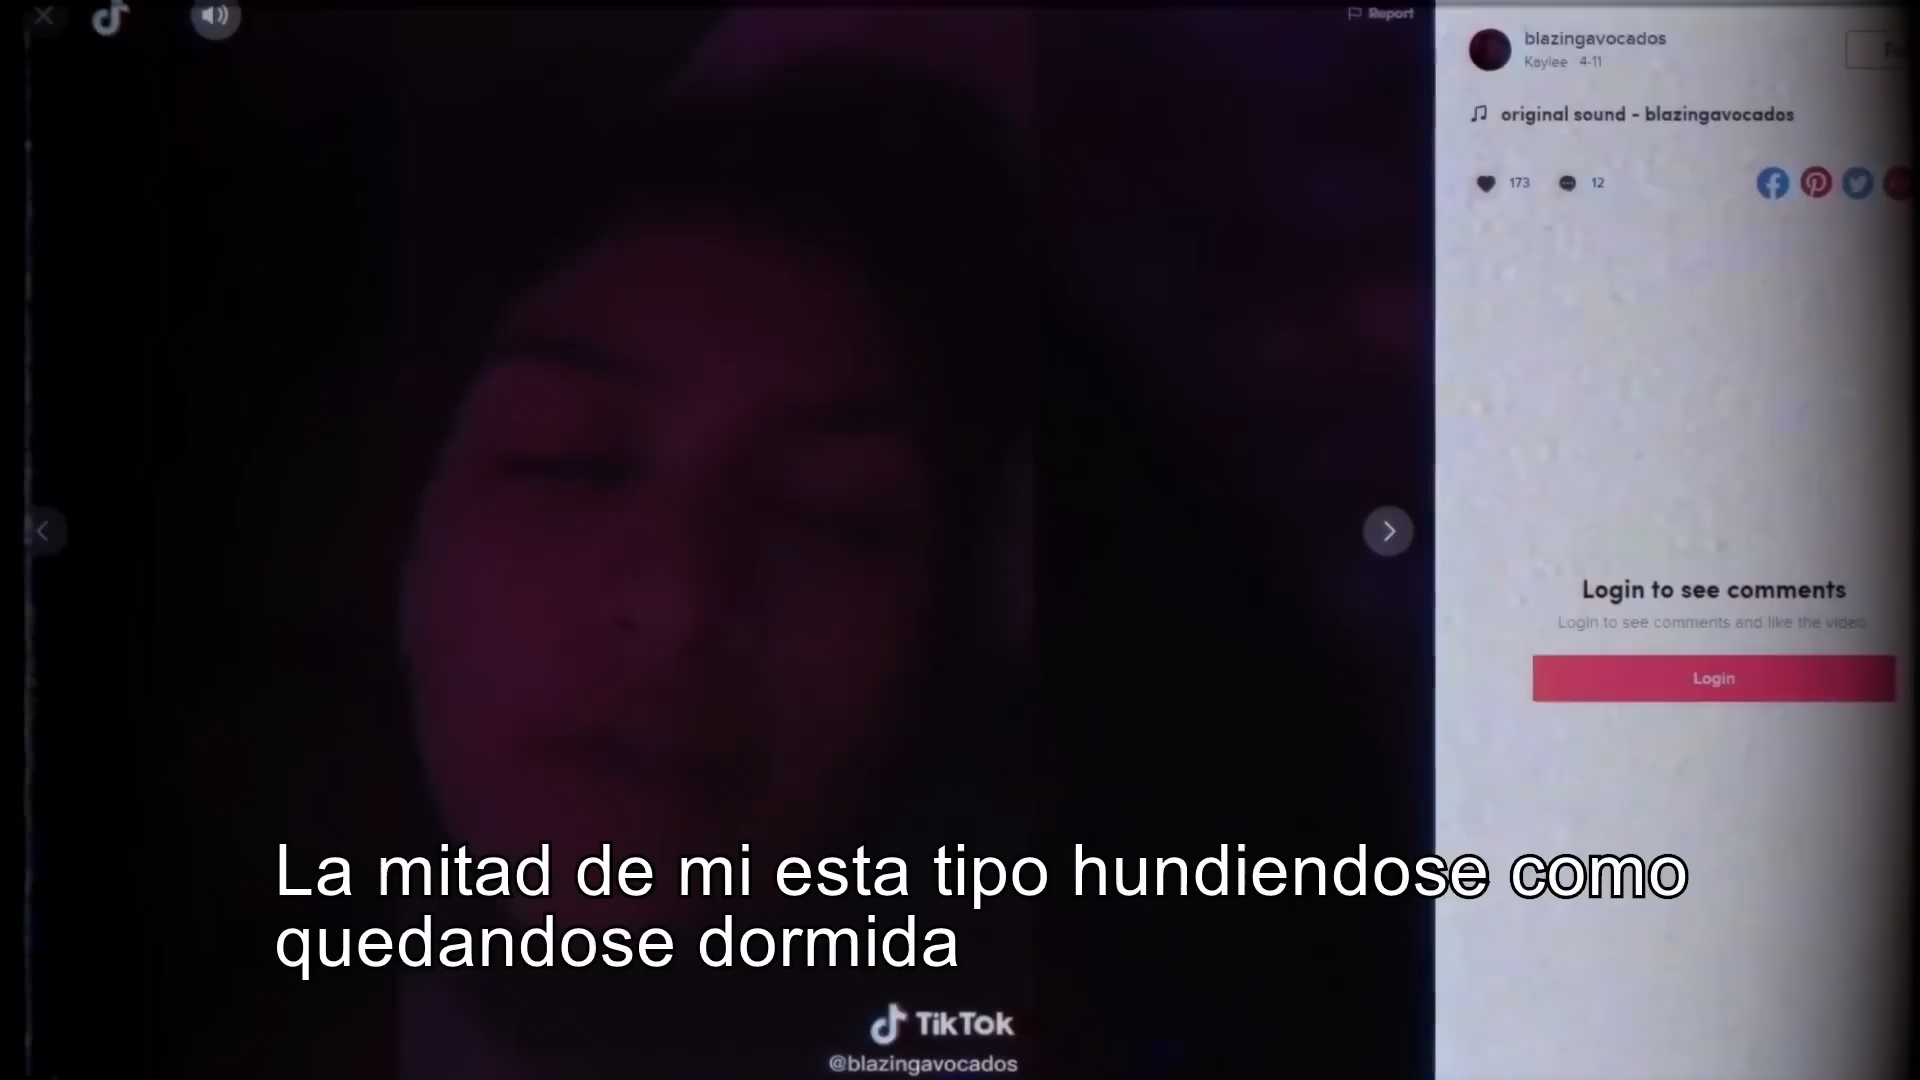 Report
blazingavocados
Kaylee 4-11
original sound - blazingavocados
173 12
Login to see comments
Login to see comments and like the video
Login
La mitad de mi esta tipo hundiendose como
quedandose dormida
TikTok
@blazingavocados